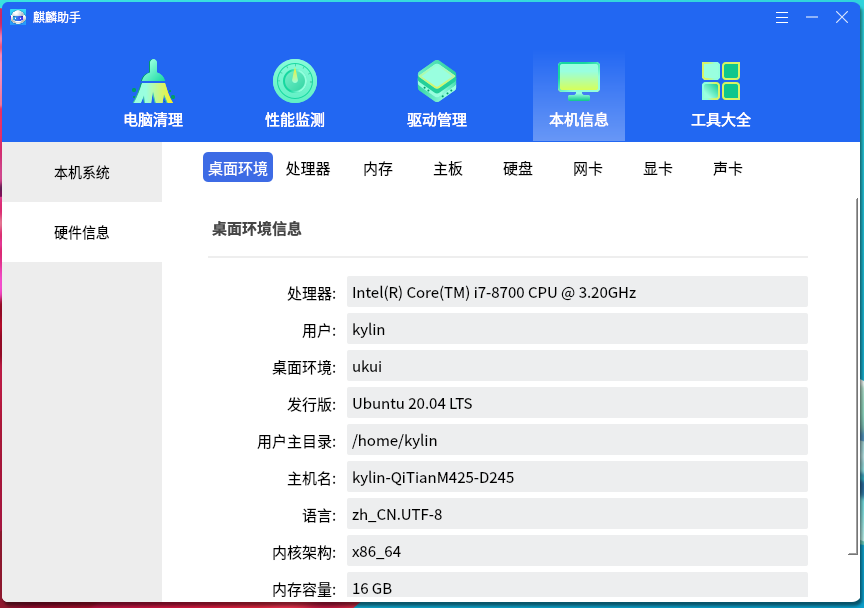 麒麟助手
电脑清理 性能监测 驱动管理 本机信息 工具大全
本机系统
硬件信息
桌面环境 处理器 内存 主板 硬盘 网卡 显卡 声卡
桌面环境信息
处理器: Intel(R) Core(TM) i7-8700 CPU @ 3.20GHz
用户: kylin
桌面环境: ukui
发行版: Ubuntu 20.04 LTS
用户主目录: /home/kylin
主机名: kylin-QiTianM425-D245
语言: zh_CN.UTF-8
内核架构: x86_64
内存容量: 16 GB